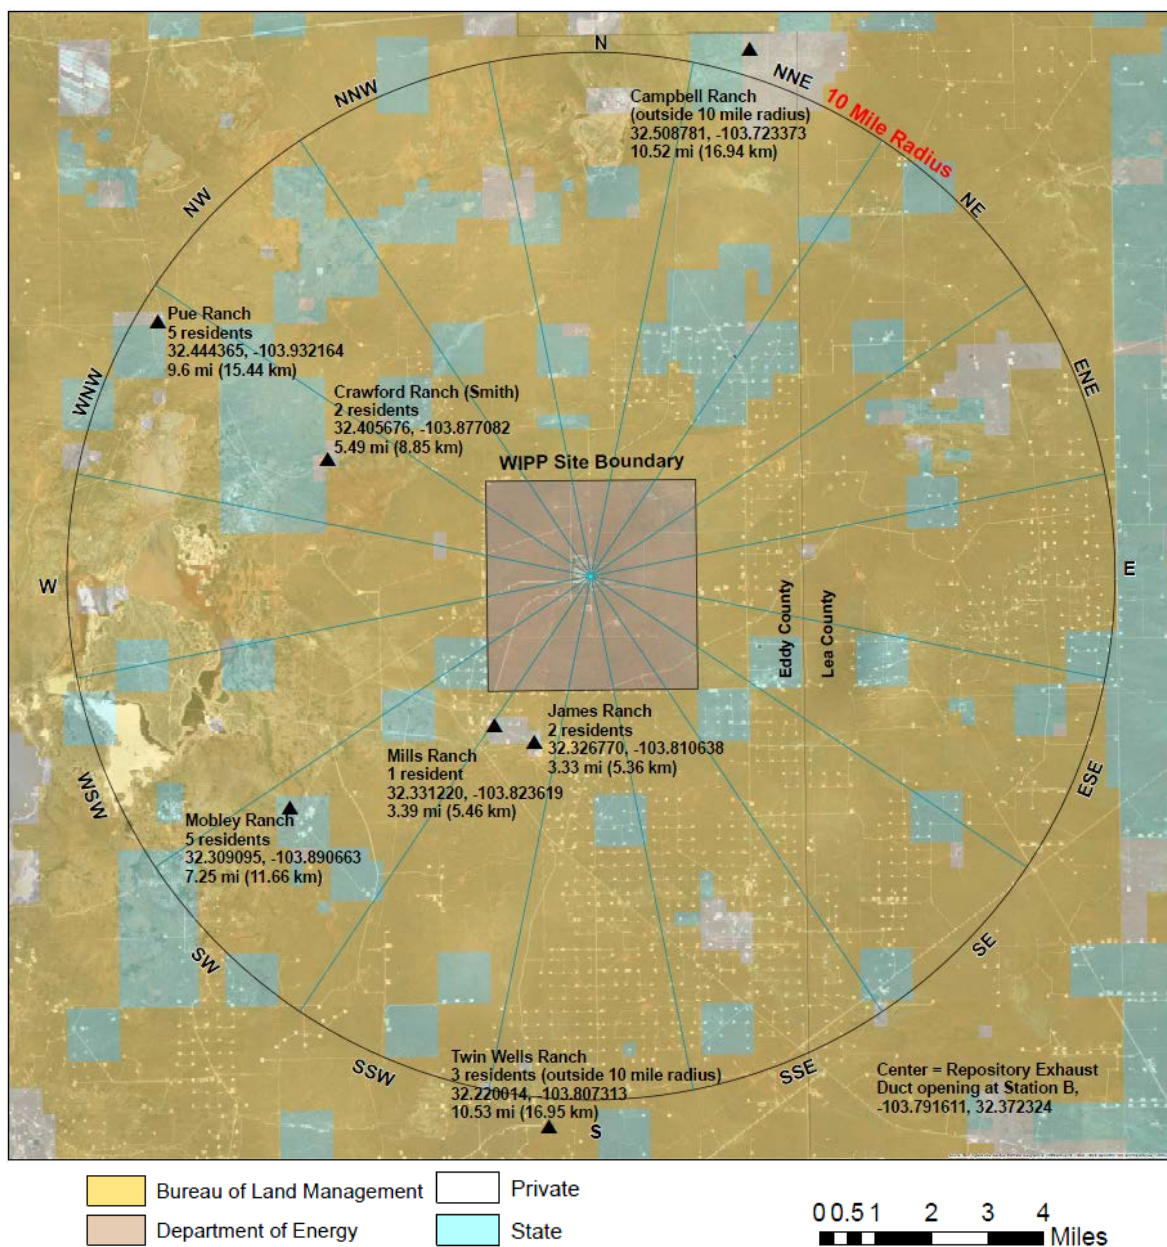 N
NNW
NNE
Campbell Ranch
(outside 10 mile radius)
32.508781, -103.723373
10.52 mi (16.94 km)
10 Mile Radius
NW
NE
Pue Ranch
5 residents
32.444365, -103.932164
9.6 mi (15.44 km)
WNW
ENE
Crawford Ranch (Smith)
2 residents
32.405676, -103.877082
5.49 mi (8.85 km)
WIPP Site Boundary
W
E
Eddy County
Lea County
James Ranch
2 residents
32.326770, -103.810638
3.33 mi (5.36 km)
Mills Ranch
1 resident
32.331220, -103.823619
3.39 mi (5.46 km)
WSW
ESE
Mobley Ranch
5 residents
32.309095, -103.890663
7.25 mi (11.66 km)
SW
SE
SSW
SSE
Twin Wells Ranch
3 residents (outside 10 mile radius)
32.220014, -103.807313
10.53 mi (16.95 km)
S
Center = Repository Exhaust
Duct opening at Station B,
-103.791611, 32.372324
Bureau of Land Management
Private
Department of Energy
State
0 0.5 1 2 3 4
Miles